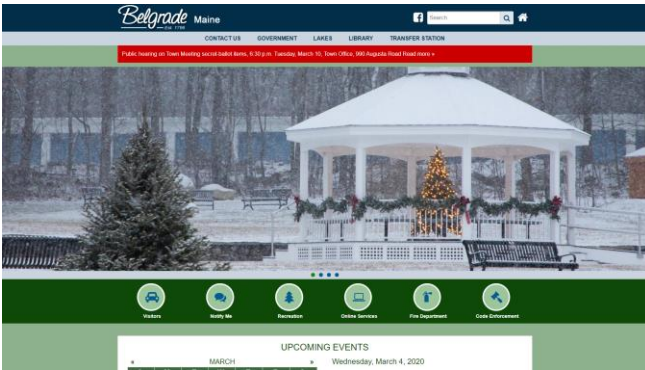 Belgrade Maine
Est. 1796
Search
CONTACT US GOVERNMENT LAKES LIBRARY TRANSFER STATION
Public hearing on Town Meeting secret-ballot items, 6:30 p.m. Tuesday, March 10, Town Office, 990 Augusta Road Read more »
Visitors Notify Me Recreation Online Services Fire Department Code Enforcement
UPCOMING EVENTS
« MARCH » Wednesday, March 4, 2020